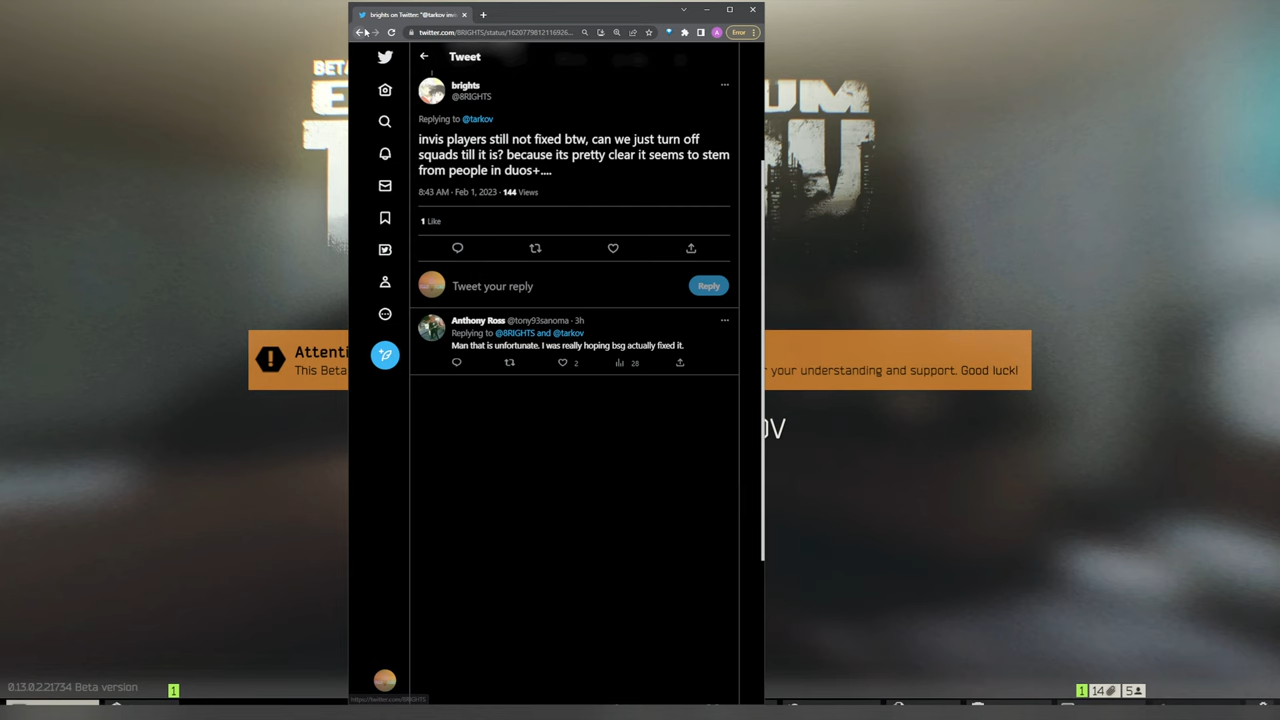 brights on Twitter: "@tarkov invis
twitter.com/8RIGHTS/status/1620779812116926...
Error
Tweet
brights
@8RIGHTS
Replying to @tarkov
invis players still not fixed btw, can we just turn off
squads till it is? because its pretty clear it seems to stem
from people in duos+....
8:43 AM · Feb 1, 2023 · 144 Views
1 Like
Tweet your reply
Reply
Anthony Ross @tony93sanoma · 3h
Replying to @8RIGHTS and @tarkov
Man that is unfortunate. I was really hoping bsg actually fixed it.
2
28
BETA
UM
Attenti
This Beta
your understanding and support. Good luck!
OV
0.13.0.2.21734 Beta version
1
1 14 5
https://twitter.com/8RIGHTS